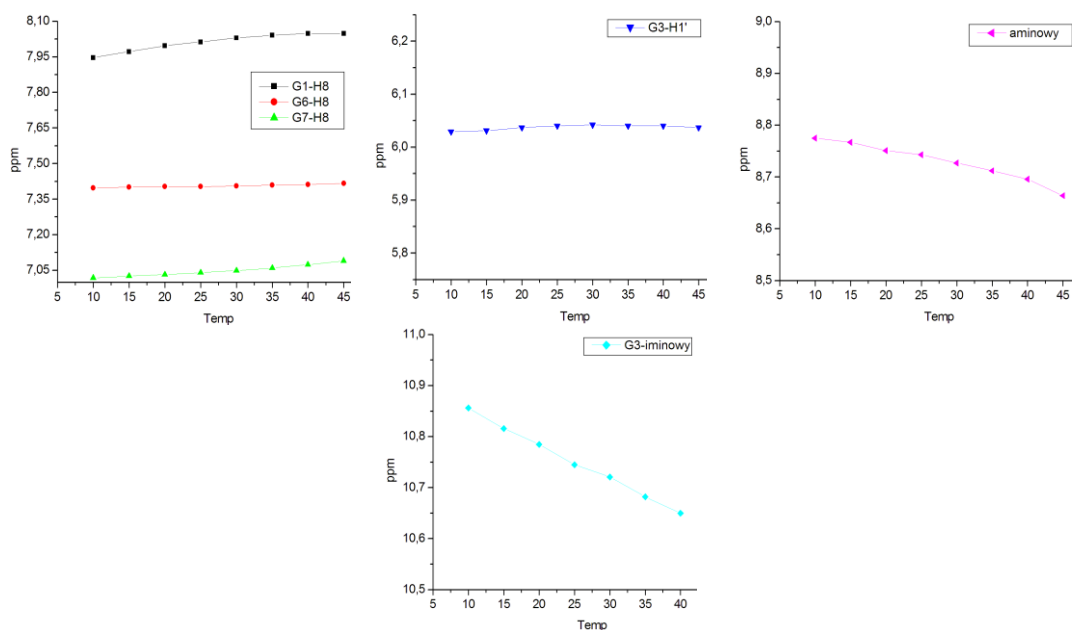 8,10
7,95
7,80
7,65
7,50
7,35
7,20
7,05
ppm
G1-H8
G6-H8
G7-H8
5 10 15 20 25 30 35 40 45
Temp
6,2
6,1
6,0
5,9
5,8
ppm
G3-H1'
5 10 15 20 25 30 35 40 45
Temp
9,0
8,9
8,8
8,7
8,6
8,5
ppm
aminowy
5 10 15 20 25 30 35 40 45
Temp
11,0
10,9
10,8
10,7
10,6
10,5
ppm
G3-iminowy
5 10 15 20 25 30 35 40
Temp